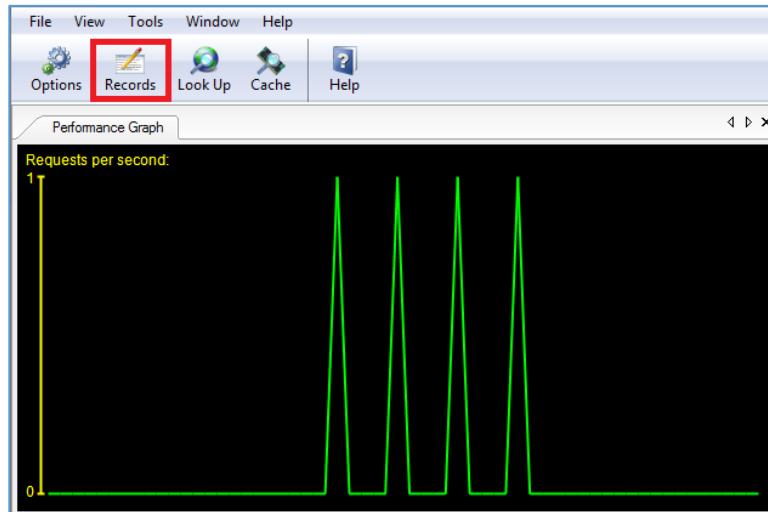 File View Tools Window Help
Options Records Look Up Cache Help
Performance Graph
Requests per second:
1
0